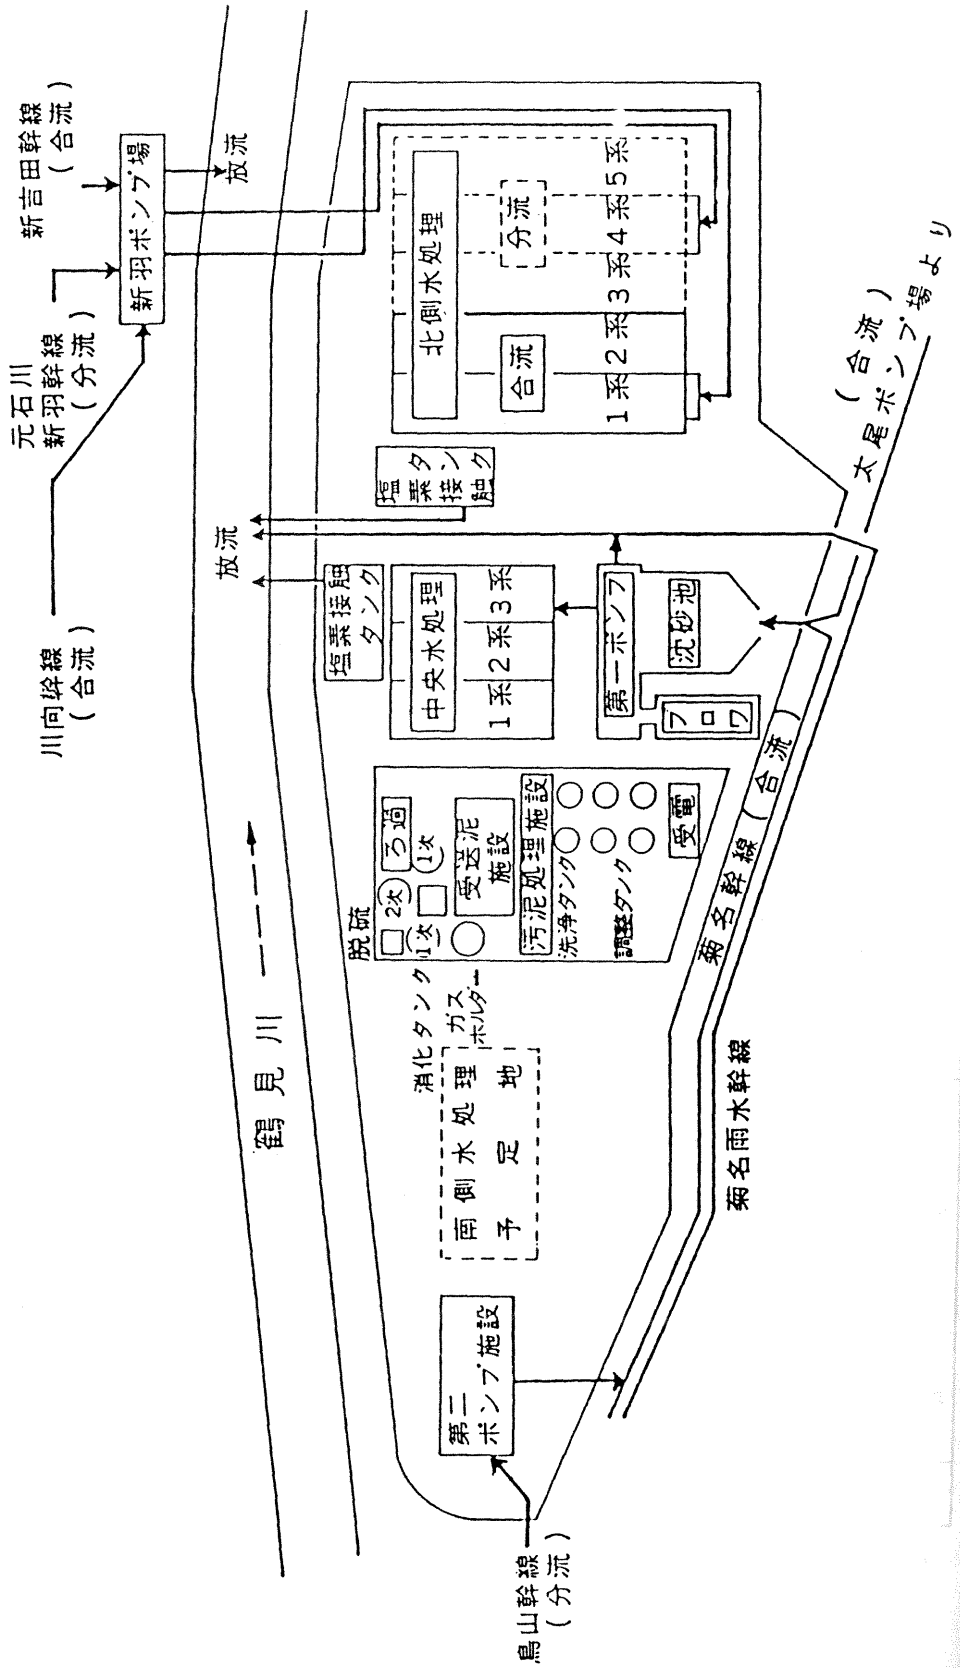 新吉田幹線
(合流)
元石川
新羽幹線
(分流)
川向幹線
(合流)
新羽ポンプ場
放流
放流
鶴見川
北側水処理
分流
合流
1系2系3系4系5系
塩素
接触
タンク
塩素接触
タンク
中央水処理
1系2系3系
第一ポンプ
沈砂池
ブロワ
(合流)
太尾ポンプ場より
脱硫
ろ過
2次
1次
1次
受送泥
施設
汚泥処理施設
洗浄タンク
調整タンク
受電
消化タンク
ガス
ホルダー
南側水処理
予定地
菊名幹線(合流)
菊名雨水幹線
第二
ポンプ施設
鳥山幹線
(分流)